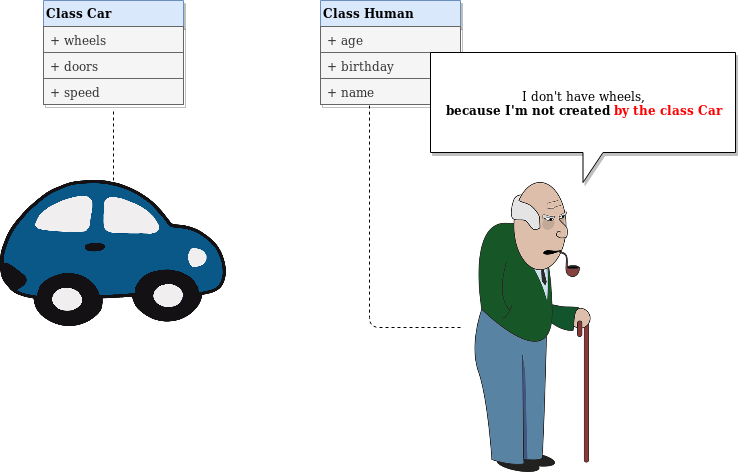 Class Car
+ wheels
+ doors
+ speed
Class Human
+ age
+ birthday
+ name
I don't have wheels,
because I'm not created by the class Car